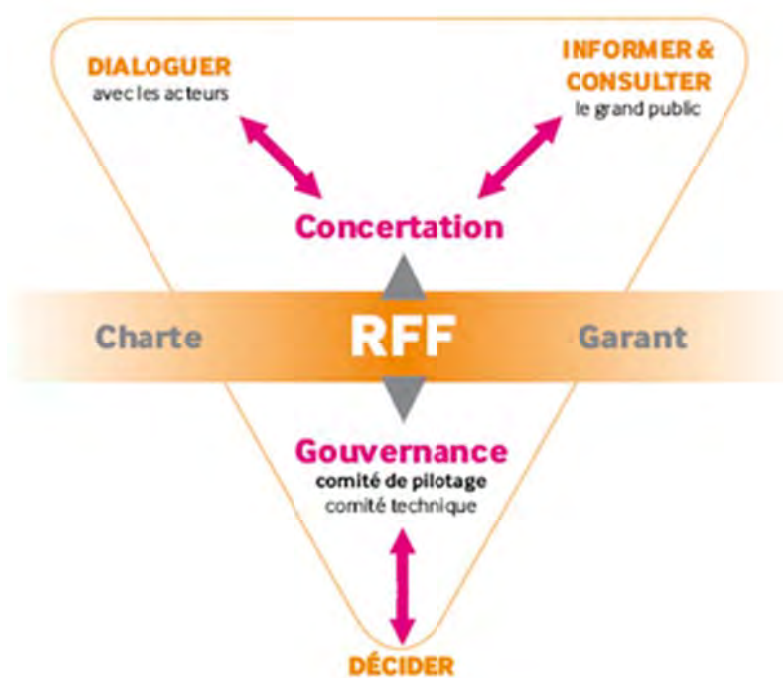 DIALOGUER
avec les acteurs
INFORMER &
CONSULTER
le grand public
Concertation
Charte
RFF
Garant
Gouvernance
comité de pilotage
comité technique
DÉCIDER